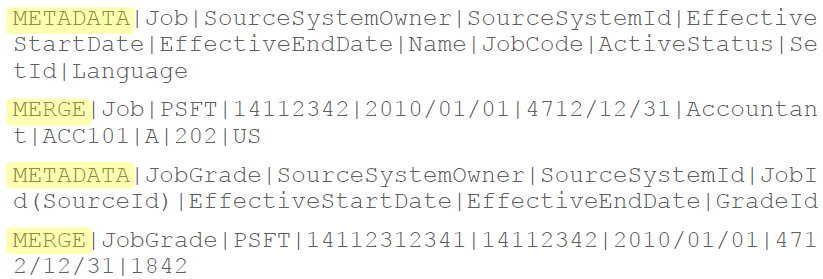 METADATA|Job|SourceSystemOwner|SourceSystemId|Effective
StartDate|EffectiveEndDate|Name|JobCode|ActiveStatus|Se
tId|Language
MERGE|Job|PSFT|14112342|2010/01/01|4712/12/31|Accountan
t|ACC101|A|202|US
METADATA|JobGrade|SourceSystemOwner|SourceSystemId|JobI
d(SourceId)|EffectiveStartDate|EffectiveEndDate|GradeId
MERGE|JobGrade|PSFT|14112312341|14112342|2010/01/01|471
2/12/31|1842